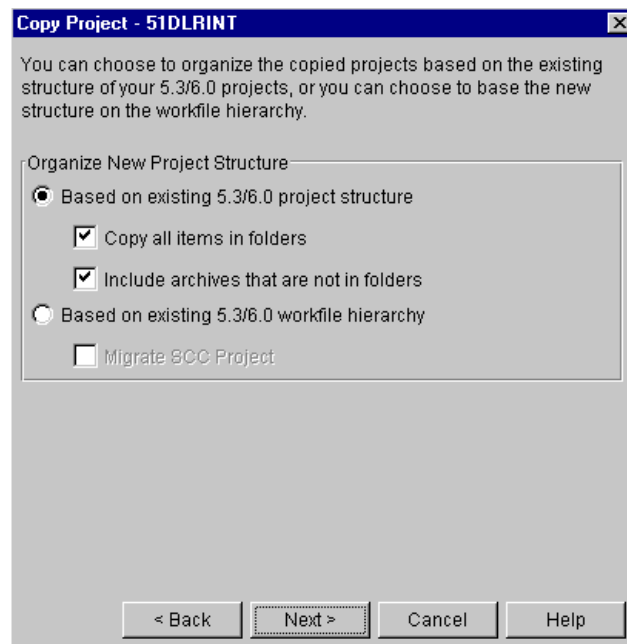 Copy Project - 51DLRINT
You can choose to organize the copied projects based on the existing
structure of your 5.3/6.0 projects, or you can choose to base the new
structure on the workfile hierarchy.
Organize New Project Structure
Based on existing 5.3/6.0 project structure
Copy all items in folders
Include archives that are not in folders
Based on existing 5.3/6.0 workfile hierarchy
Migrate SCC Project
< Back Next > Cancel Help